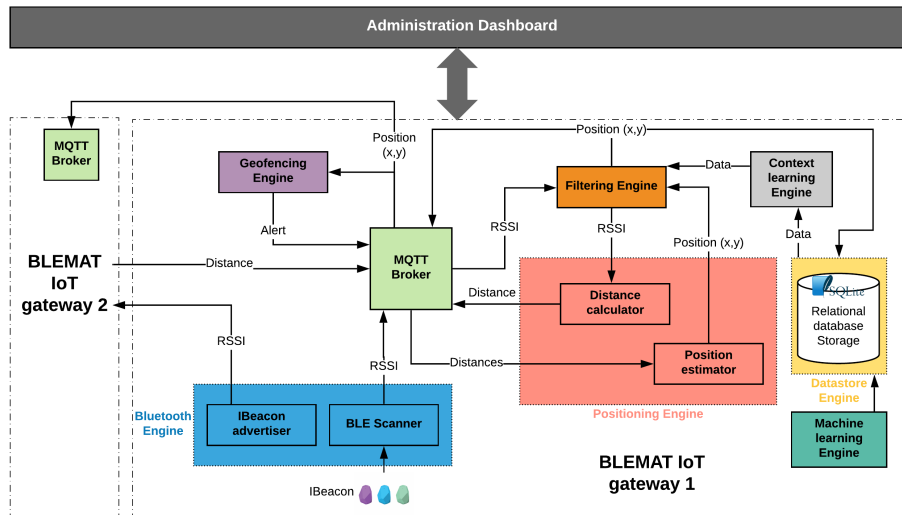 Administration Dashboard
MQTT
Broker
Position
(x,y)
Position (x,y)
Geofencing
Engine
Filtering Engine
Data
Context
learning
Engine
Alert
RSSI
RSSI
Data
Position (x,y)
BLEMAT
IoT
gateway 2
Distance
MQTT
Broker
Distance
Distance
calculator
SQLite
Relational
database
Storage
RSSI
RSSI
Distances
Position
estimator
Datastore
Engine
Bluetooth
Engine
IBeacon
advertiser
BLE Scanner
Positioning Engine
Machine
learning
Engine
BLEMAT IoT
gateway 1
IBeacon